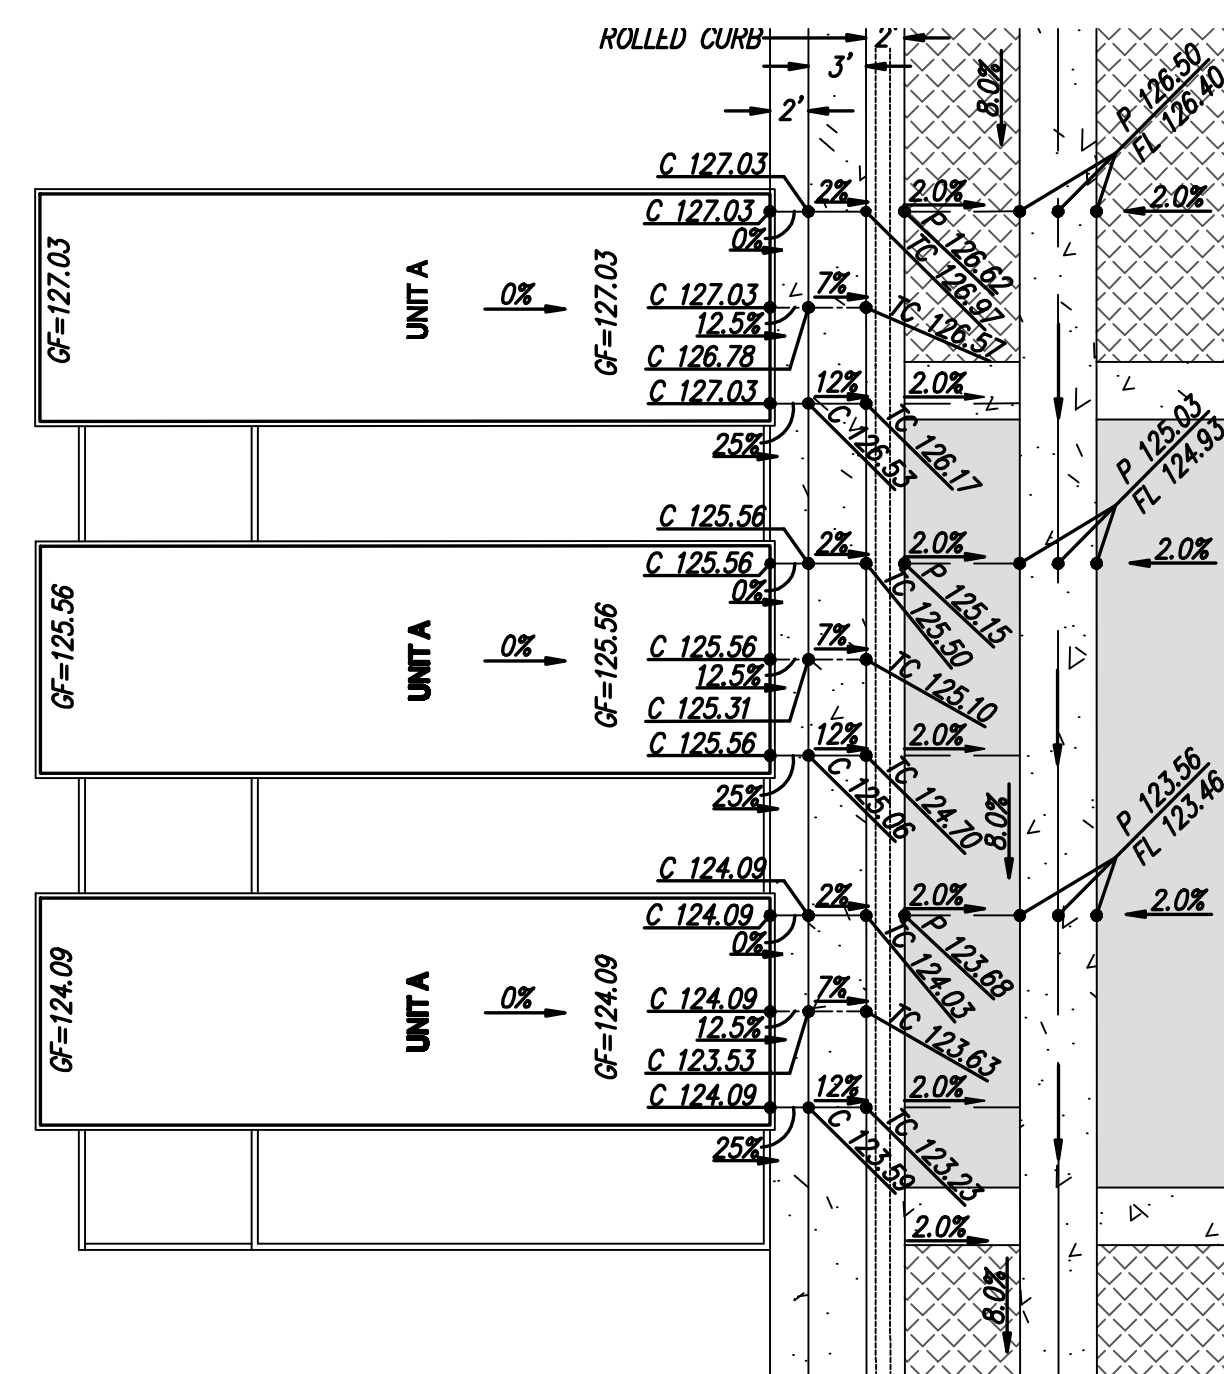 ROLLED CURB
2'
3'
2'
8.0%
P 126.50
FL 126.40
C 127.03
2%
2.0%
2.0%
C 127.03
0%
P 126.62
TC 126.97
GF=127.03
UNIT A
0%
GF=127.03
C 127.03
7%
12.5%
TC 126.57
C 126.78
C 127.03
12%
2.0%
25%
C 126.53
TC 126.17
P 125.03
FL 124.93
C 125.56
2%
2.0%
2.0%
C 125.56
0%
P 125.15
TC 125.50
GF=125.56
UNIT A
0%
GF=125.56
C 125.56
7%
12.5%
TC 125.10
C 125.31
C 125.56
12%
2.0%
25%
C 125.06
TC 124.70
8.0%
P 123.56
FL 123.46
C 124.09
2%
2.0%
2.0%
C 124.09
0%
P 123.68
TC 124.03
GF=124.09
UNIT A
0%
GF=124.09
C 124.09
7%
12.5%
TC 123.63
C 123.53
C 124.09
12%
2.0%
25%
C 123.59
TC 123.23
2.0%
8.0%